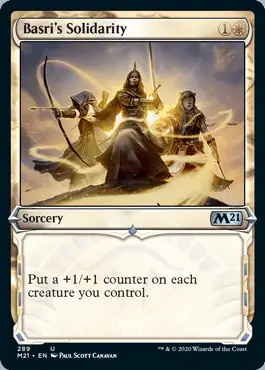 Basri's Solidarity 1
Sorcery M21
Put a +1/+1 counter on each
creature you control.
289 U
M21 • EN PAUL SCOTT CANAVAN
™ & © 2020 Wizards of the Coast